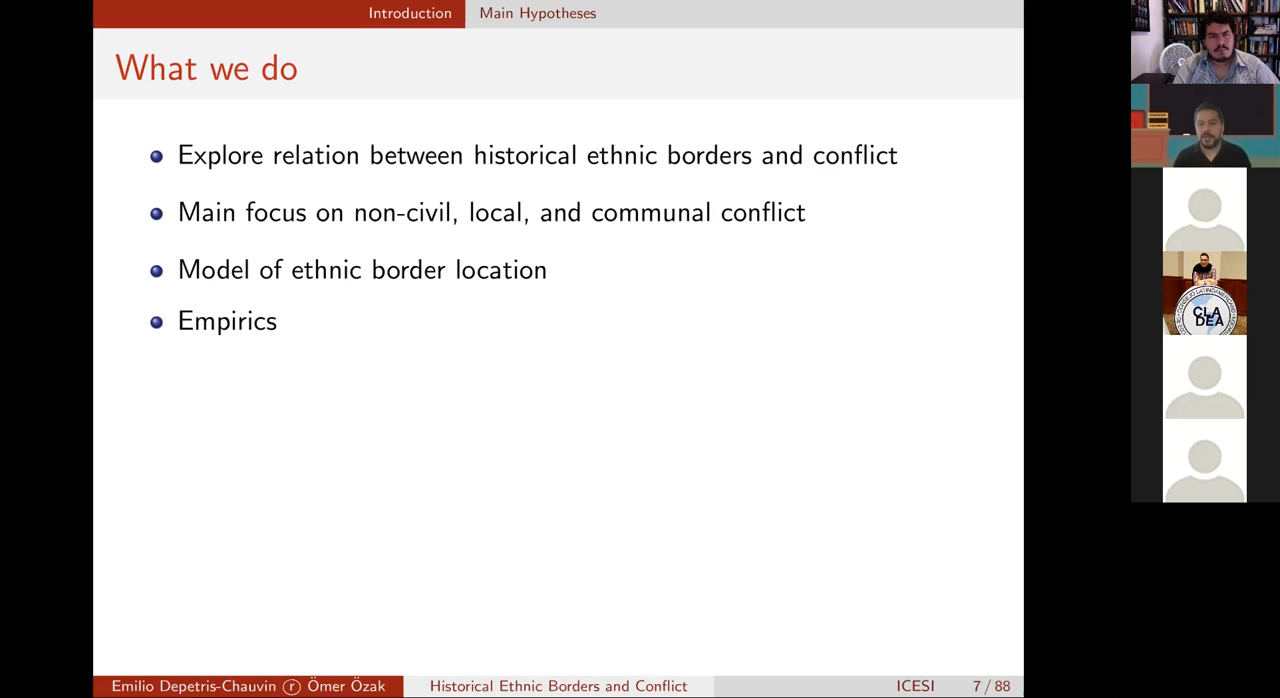 Introduction Main Hypotheses
What we do
Explore relation between historical ethnic borders and conflict
Main focus on non-civil, local, and communal conflict
Model of ethnic border location
Empirics
CLA
DEA
Emilio Depetris-Chauvin ⓡ Ömer Özak Historical Ethnic Borders and Conflict ICESI 7 / 88